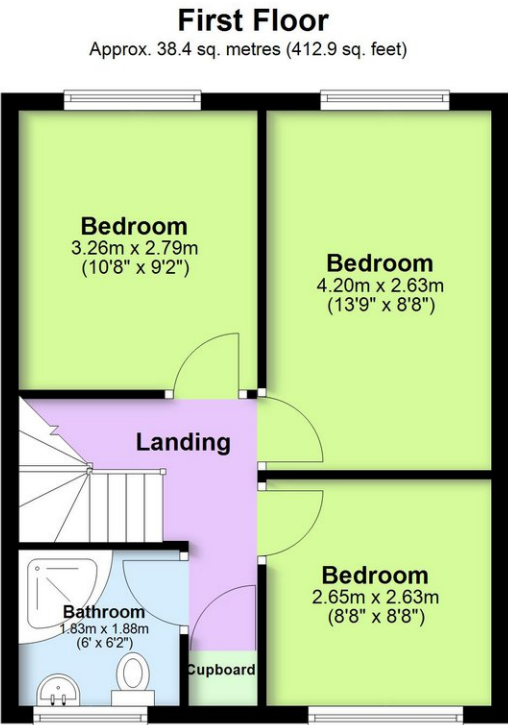 First Floor
Approx. 38.4 sq. metres (412.9 sq. feet)
Bedroom
3.26m x 2.79m
(10'8" x 9'2")
Bedroom
4.20m x 2.63m
(13'9" x 8'8")
Landing
Bedroom
2.65m x 2.63m
(8'8" x 8'8")
Bathroom
1.83m x 1.88m
(6' x 6'2")
Cupboard